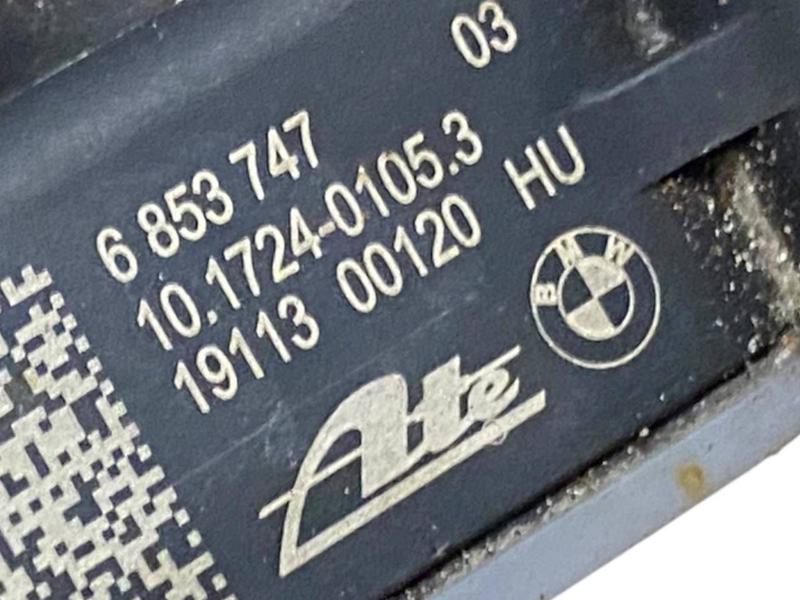 03
6 853 747
10.1724-0105.3
19113 00120 HU
BMW
Ate